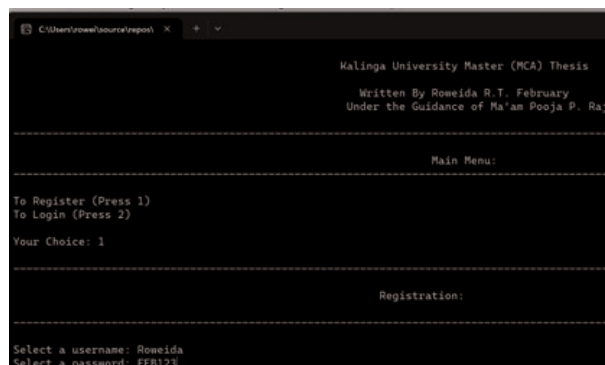 C:\Users\rowei\source\repos\
Kalinga University Master (MCA) Thesis
Written By Roweida R.T. February
Under the Guidance of Ma'am Pooja P. Raj
Main Menu:
To Register (Press 1)
To Login (Press 2)
Your Choice: 1
Registration:
Select a username: Roweida
Select a password: FEB123